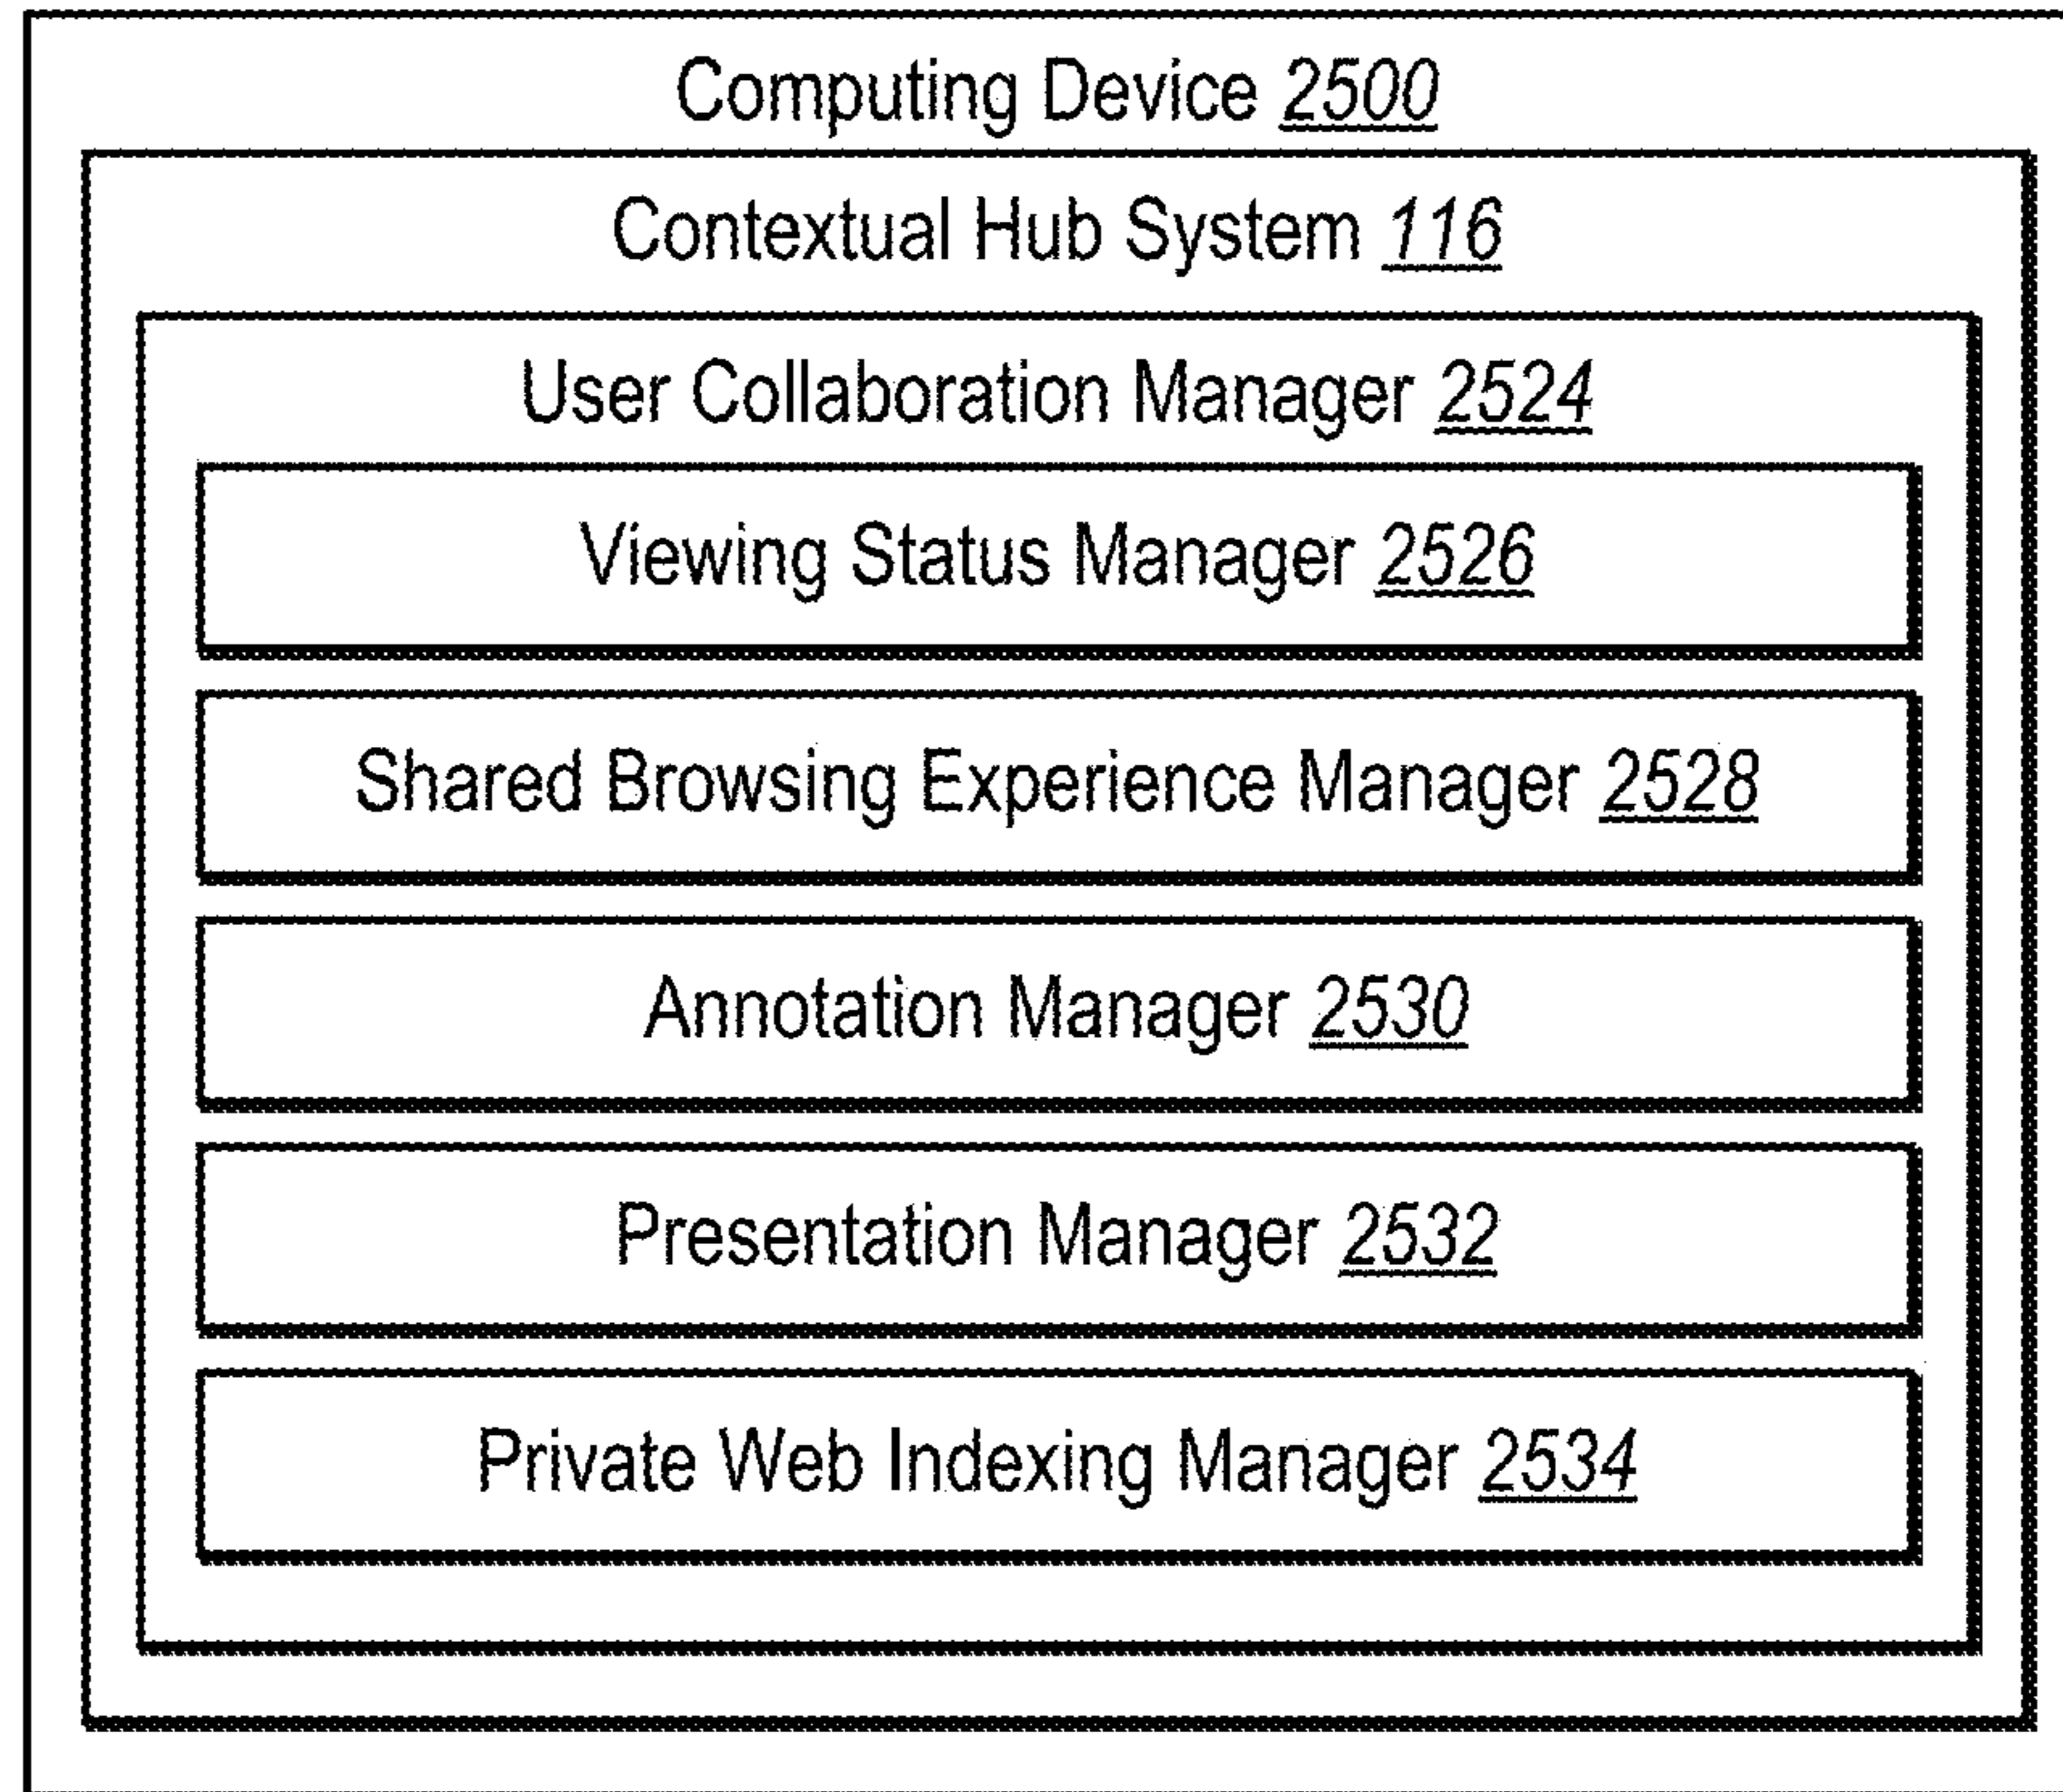 Computing Device 2500
Contextual Hub System 116
User Collaboration Manager 2524
Viewing Status Manager 2526
Shared Browsing Experience Manager 2528
Annotation Manager 2530
Presentation Manager 2532
Private Web Indexing Manager 2534